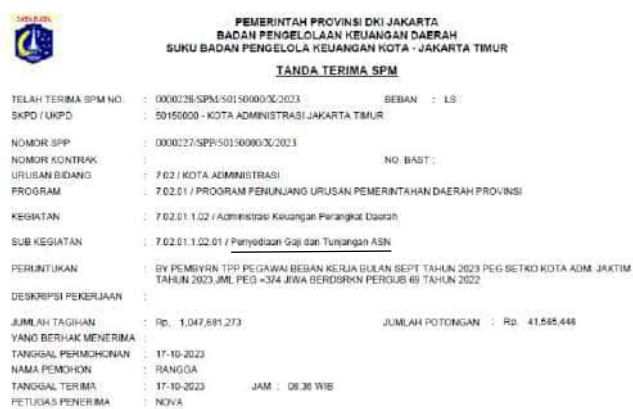 JAYA RAYA
PEMERINTAH PROVINSI DKI JAKARTA
BADAN PENGELOLAAN KEUANGAN DAERAH
SUKU BADAN PENGELOLA KEUANGAN KOTA - JAKARTA TIMUR
TANDA TERIMA SPM
TELAH TERIMA SPM NO. : 0000228/SPM/50150000/X/2023 BEBAN : LS
SKPD / UKPD : 50150000 - KOTA ADMINISTRASI JAKARTA TIMUR
NOMOR SPP : 0000227/SPP/50150000/X/2023
NOMOR KONTRAK : NO. BAST :
URUSAN BIDANG : 7.02 / KOTA ADMINISTRASI
PROGRAM : 7.02.01 / PROGRAM PENUNJANG URUSAN PEMERINTAHAN DAERAH PROVINSI
KEGIATAN : 7.02.01.1.02 / Administrasi Keuangan Perangkat Daerah
SUB KEGIATAN : 7.02.01.1.02.01 / Penyediaan Gaji dan Tunjangan ASN
PERUNTUKAN : BY PEMBYRN TPP PEGAWAI BEBAN KERJA BULAN SEPT TAHUN 2023 PEG SETKO KOTA ADM. JAKTIM
TAHUN 2023 JML PEG =374 JIWA BERDSRKN PERGUB 69 TAHUN 2022
DESKRIPSI PEKERJAAN :
JUMLAH TAGIHAN : Rp. 1,047,691,273 JUMLAH POTONGAN : Rp. 41,595,446
YANG BERHAK MENERIMA :
TANGGAL PERMOHONAN : 17-10-2023
NAMA PEMOHON : RANGGA
TANGGAL TERIMA : 17-10-2023 JAM : 08.36 WIB
PETUGAS PENERIMA : NOVA